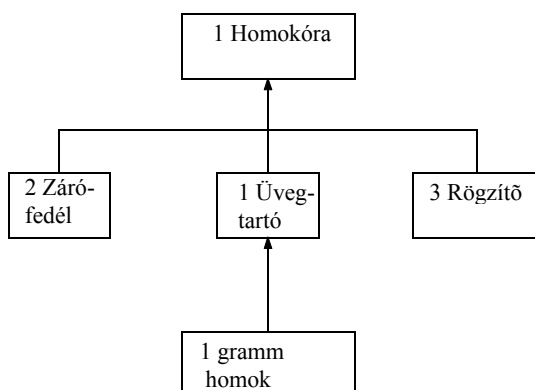 1 Homokóra
2 Záró-
fedél
1 Üveg-
tartó
3 Rögzítõ
1 gramm
homok